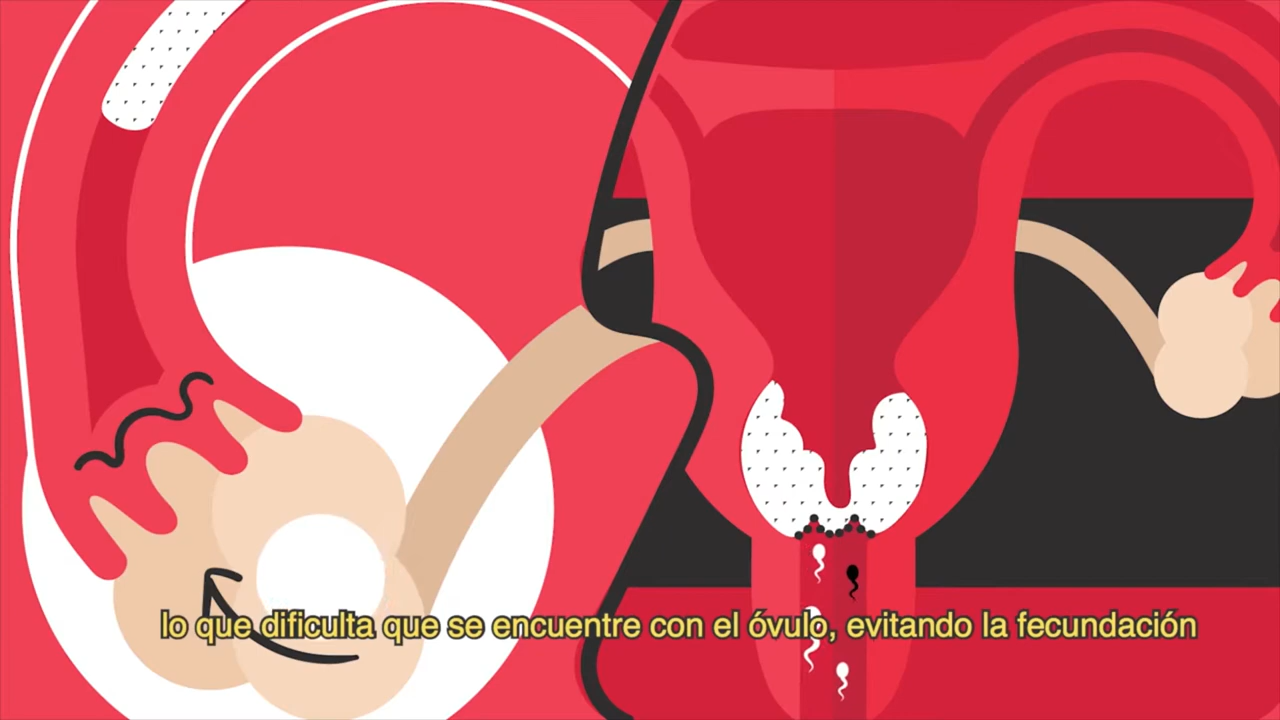 lo que dificulta que se encuentre con el óvulo, evitando la fecundación